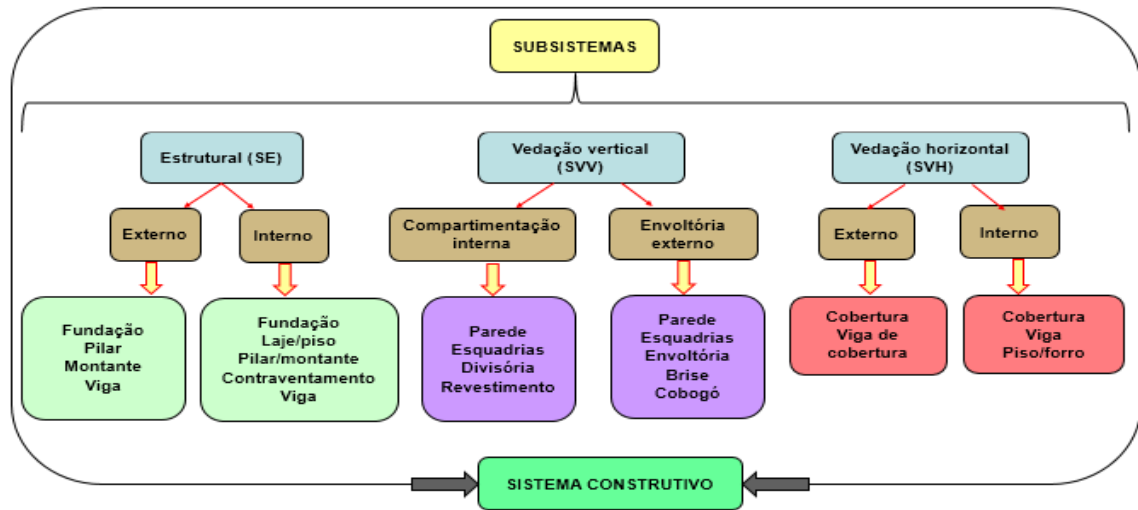 SUBSISTEMAS
Estrutural (SE)
Vedação vertical
(SVV)
Vedação horizontal
(SVH)
Externo
Interno
Compartimentação
interna
Envoltória
externo
Externo
Interno
Fundação
Pilar
Montante
Viga
Fundação
Laje/piso
Pilar/montante
Contraventamento
Viga
Parede
Esquadrias
Divisória
Revestimento
Parede
Esquadrias
Envoltória
Brise
Cobogó
Cobertura
Viga de
cobertura
Cobertura
Viga
Piso/forro
SISTEMA CONSTRUTIVO